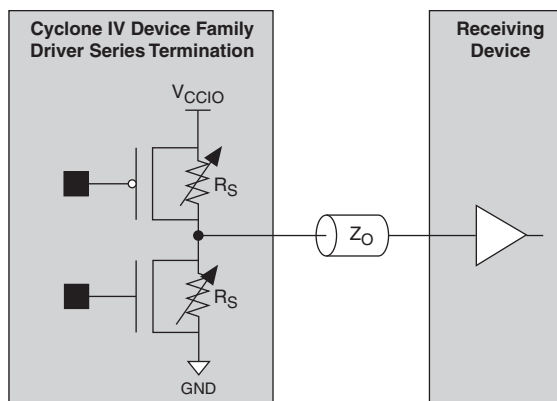 Cyclone IV Device Family
Driver Series Termination
Receiving
Device
VCCIO
RS
ZO
RS
GND